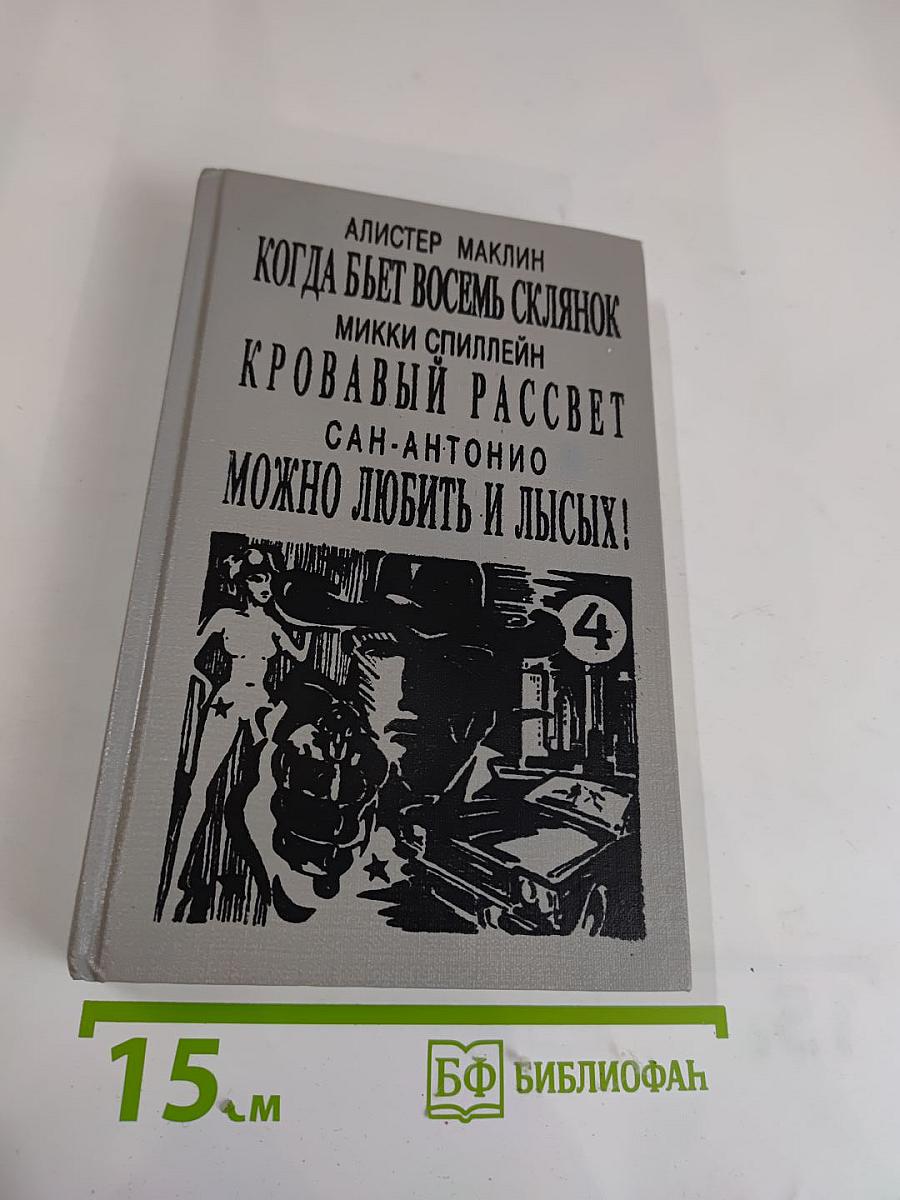 АЛИСТЕР МАКЛИН
КОГДА БЬЕТ ВОСЕМЬ СКЛЯНОК
МИККИ СПИЛЛЕЙН
КРОВАВЫЙ РАССВЕТ
САН-АНТОНИО
МОЖНО ЛЮБИТЬ И ЛЫСЫХ!
4
15 см
БФ БИБЛИОФАН